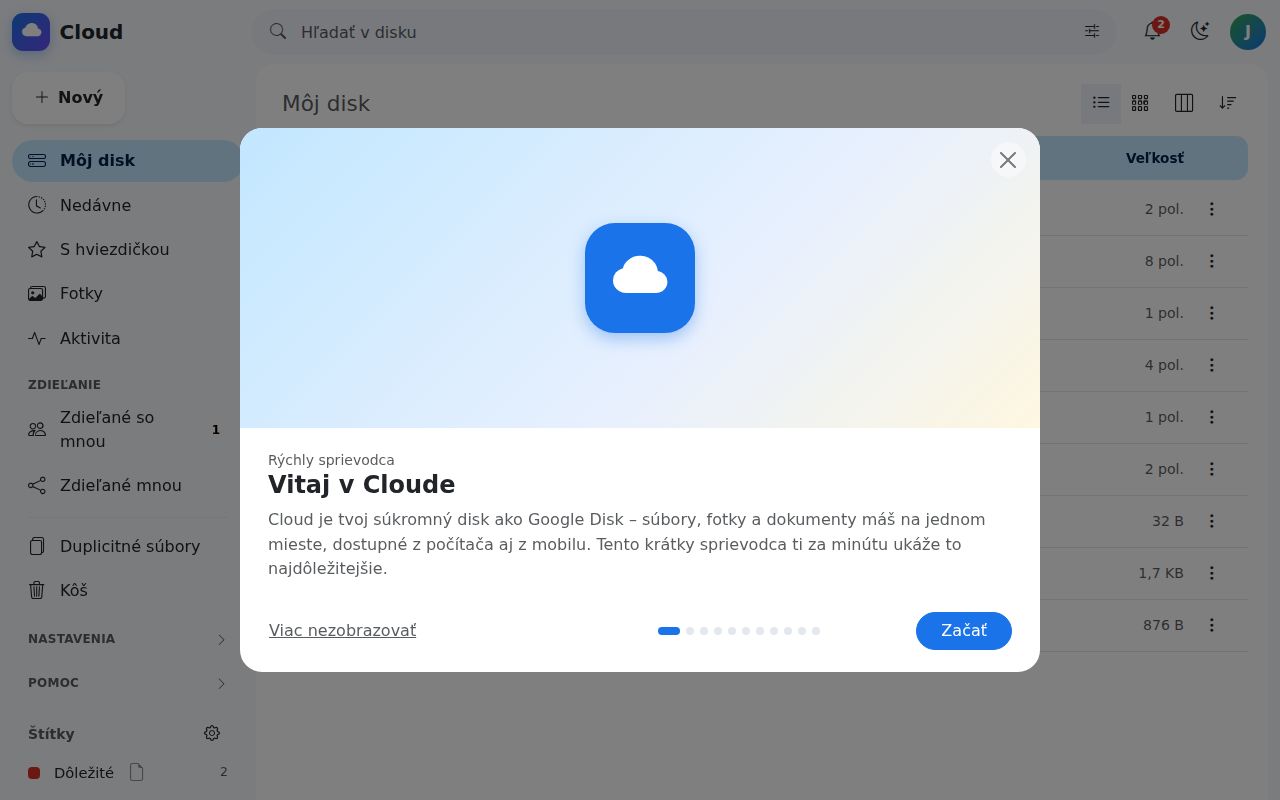 Cloud
Hľadať v disku
2
J
Nový
Môj disk
Môj disk
Nedávne
S hviezdičkou
Fotky
Aktivita
ZDIEĽANIE
Zdieľané so
mnou
1
Zdieľané mnou
Duplicitné súbory
Kôš
NASTAVENIA
POMOC
Štítky
Dôležité
2
Veľkosť
2 pol.
8 pol.
1 pol.
4 pol.
1 pol.
2 pol.
32 B
1,7 KB
876 B
Rýchly sprievodca
Vitaj v Cloude
Cloud je tvoj súkromný disk ako Google Disk – súbory, fotky a dokumenty máš na jednom
mieste, dostupné z počítača aj z mobilu. Tento krátky sprievodca ti za minútu ukáže to
najdôležitejšie.
Viac nezobrazovať
Začať